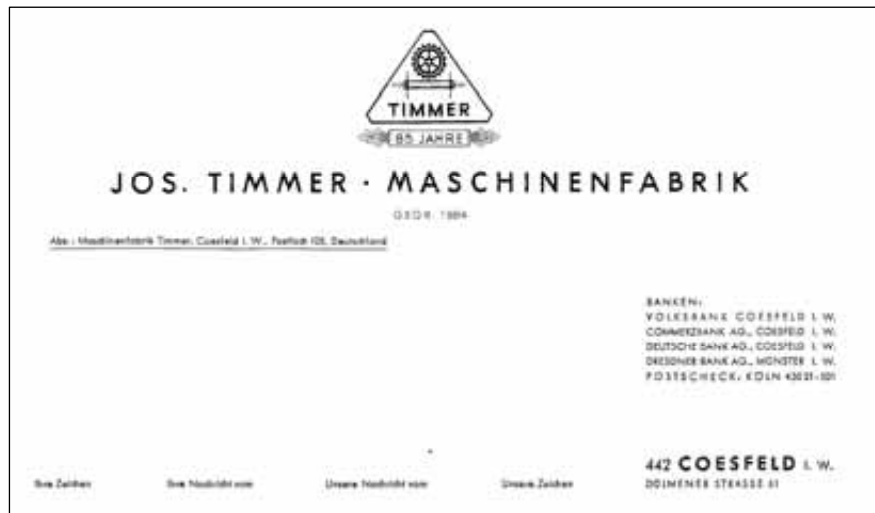 TIMMER
85 JAHRE
JOS. TIMMER · MASCHINENFABRIK
GEGR. 1884
Abs.: Maschinenfabrik Timmer, Coesfeld i. W., Postfach 108, Deutschland
BANKEN:
VOLKSBANK COESFELD I. W.
COMMERZBANK AG., COESFELD I. W.
DEUTSCHE BANK AG., COESFELD I. W.
DRESDNER BANK AG., MÜNSTER I. W.
POSTSCHECK: KÖLN
442 COESFELD I. W.
Ihre Zeichen Ihre Nachricht vom Unsere Nachricht vom Unsere Zeichen
DÜLMENER STRASSE